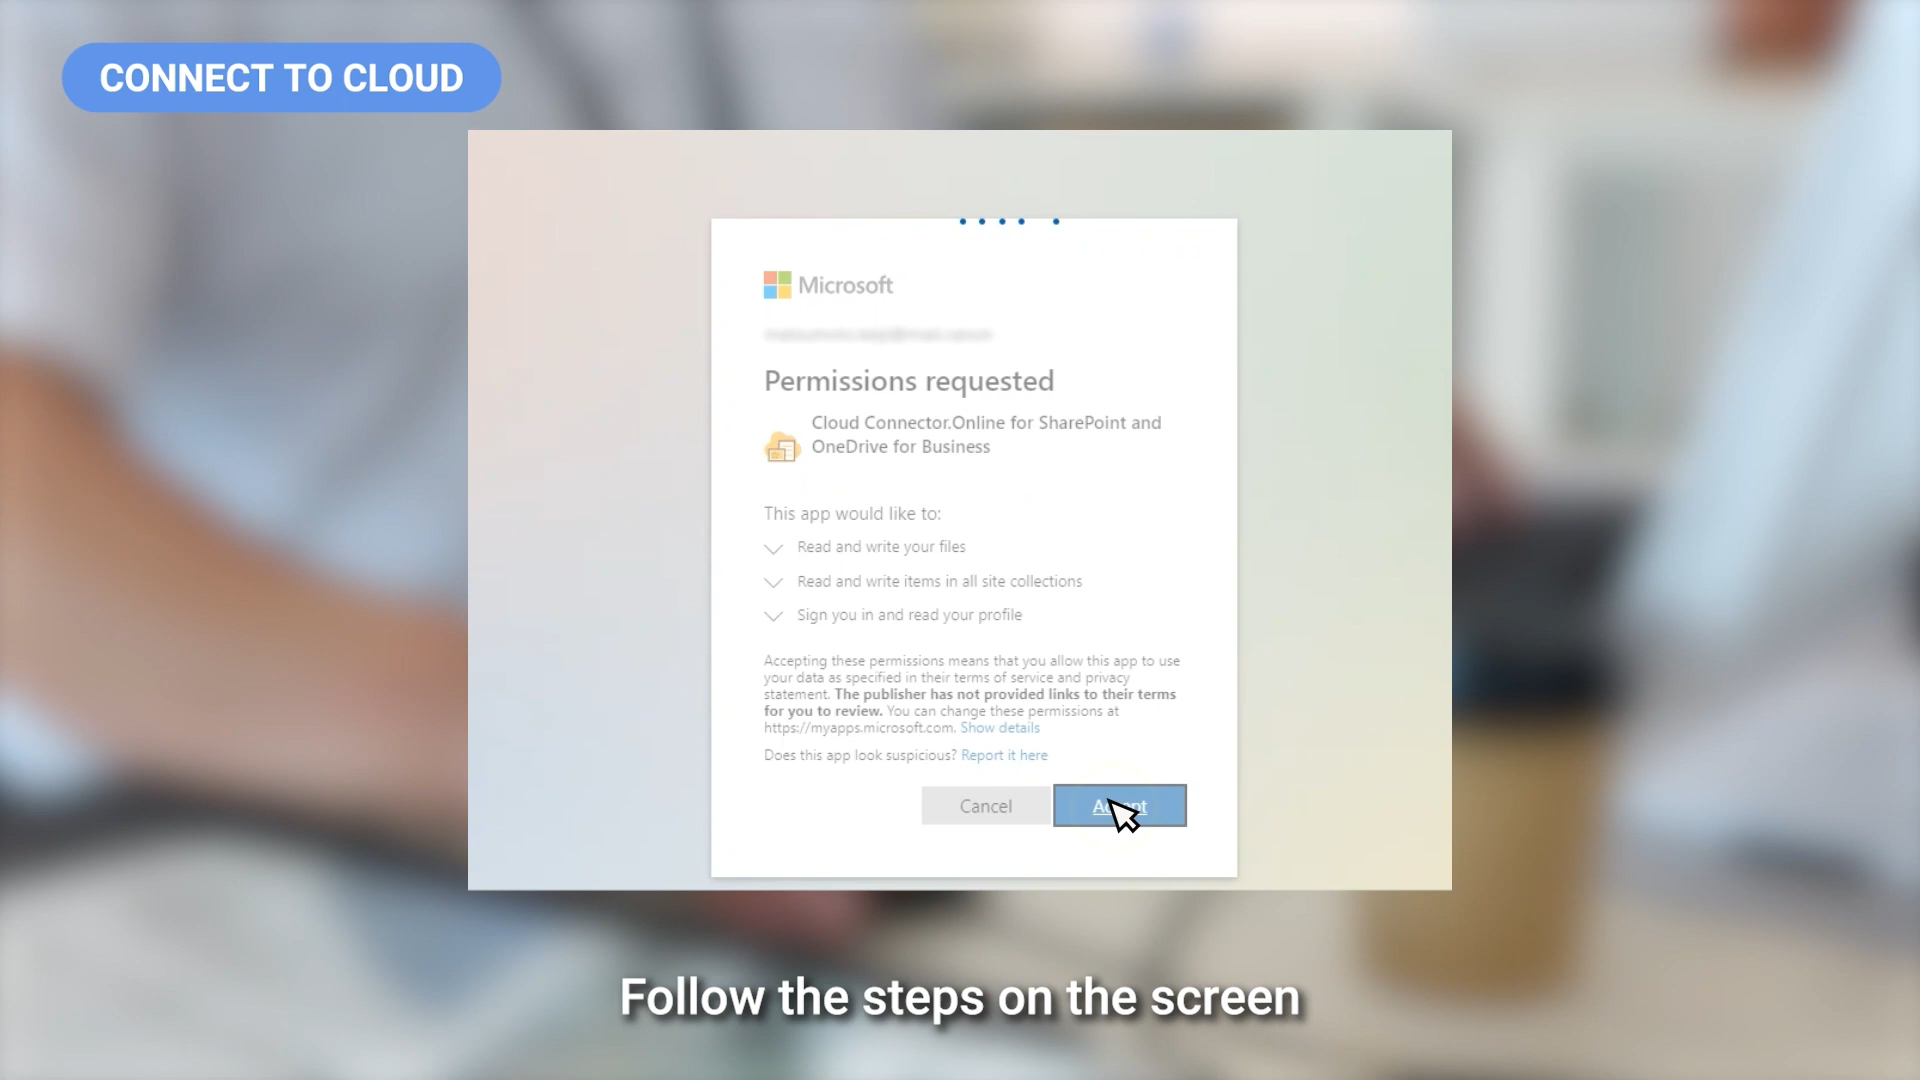 CONNECT TO CLOUD
Microsoft
Permissions requested
Cloud Connector.Online for SharePoint and
OneDrive for Business
This app would like to:
Read and write your files
Read and write items in all site collections
Sign you in and read your profile
Accepting these permissions means that you allow this app to use
your data as specified in their terms of service and privacy
statement. The publisher has not provided links to their terms
for you to review. You can change these permissions at
https://myapps.microsoft.com. Show details
Does this app look suspicious? Report it here
Cancel
Accept
Follow the steps on the screen